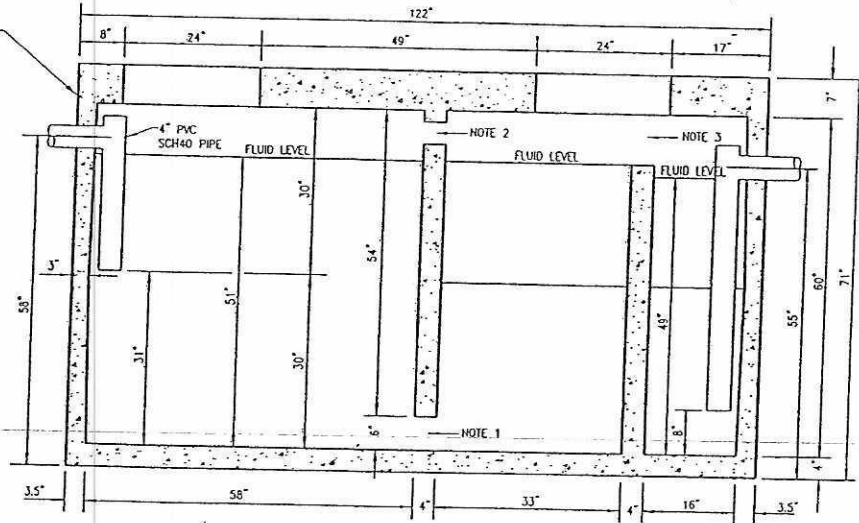 122"
8" 24" 49" 24" 17"
7"
NOTE 2
NOTE 3
4" PVC
SCH40 PIPE
FLUID LEVEL
FLUID LEVEL
FLUID LEVEL
30"
54"
3"
58"
51"
31"
30"
49"
55"
60"
71"
6"
NOTE 1
8"
4"
3.5" 58" 4" 33" 4" 16" 3.5"